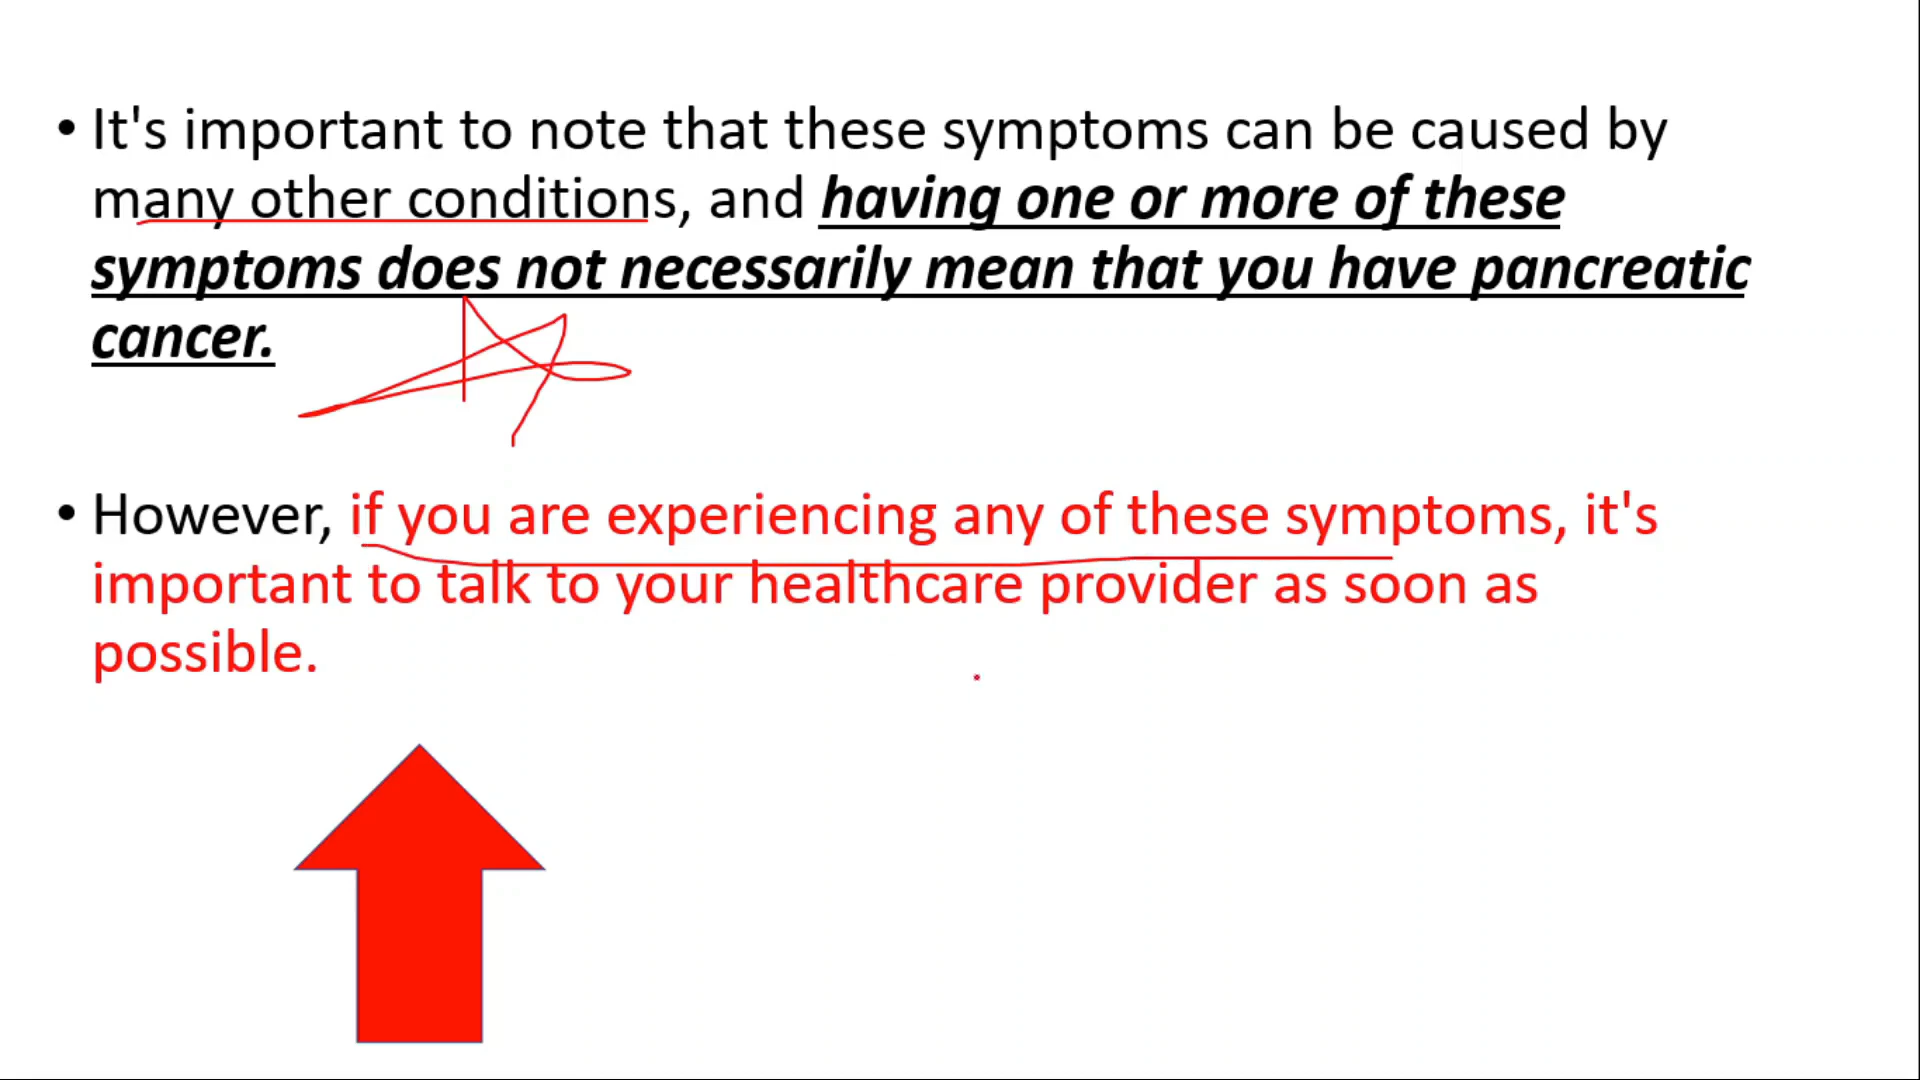 • It's important to note that these symptoms can be caused by
many other conditions, and having one or more of these
symptoms does not necessarily mean that you have pancreatic
cancer.
• However, if you are experiencing any of these symptoms, it's
important to talk to your healthcare provider as soon as
possible.